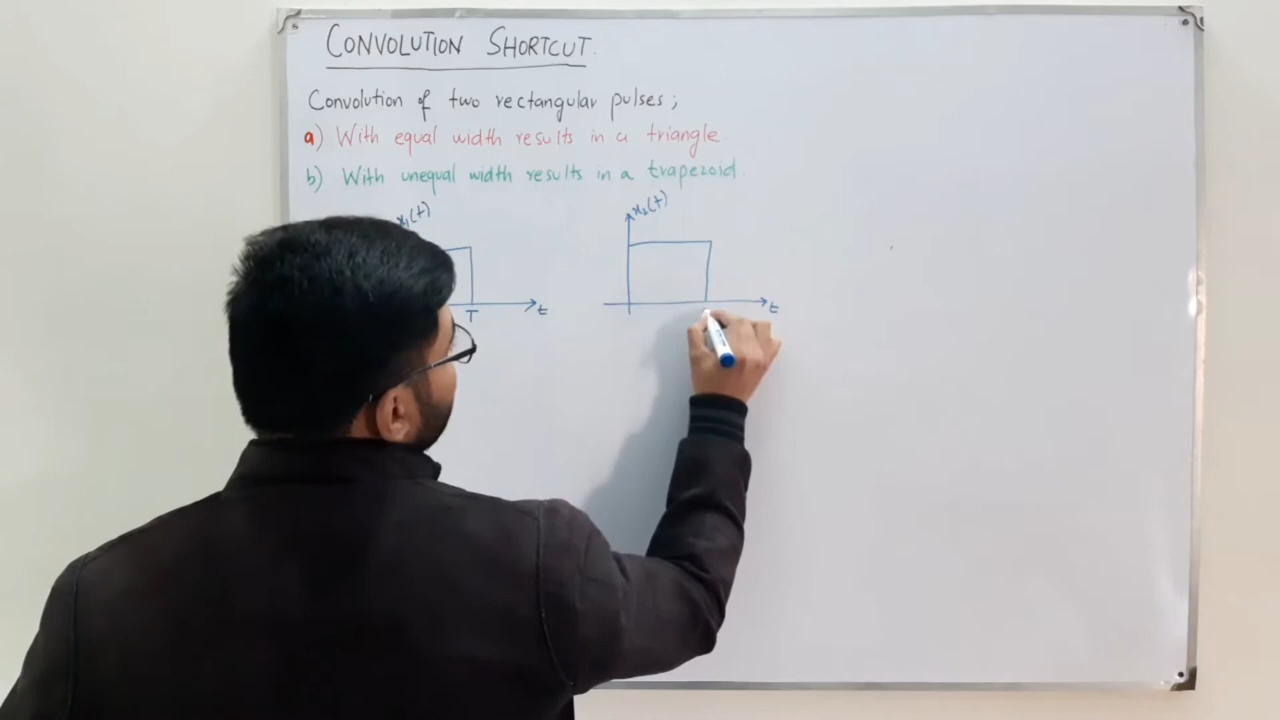 CONVOLUTION SHORTCUT.
Convolution of two rectangular pulses;
a) With equal width results in a triangle.
b) With unequal width results in a trapezoid.
x₁(t)
x₂(t)
T
t
t